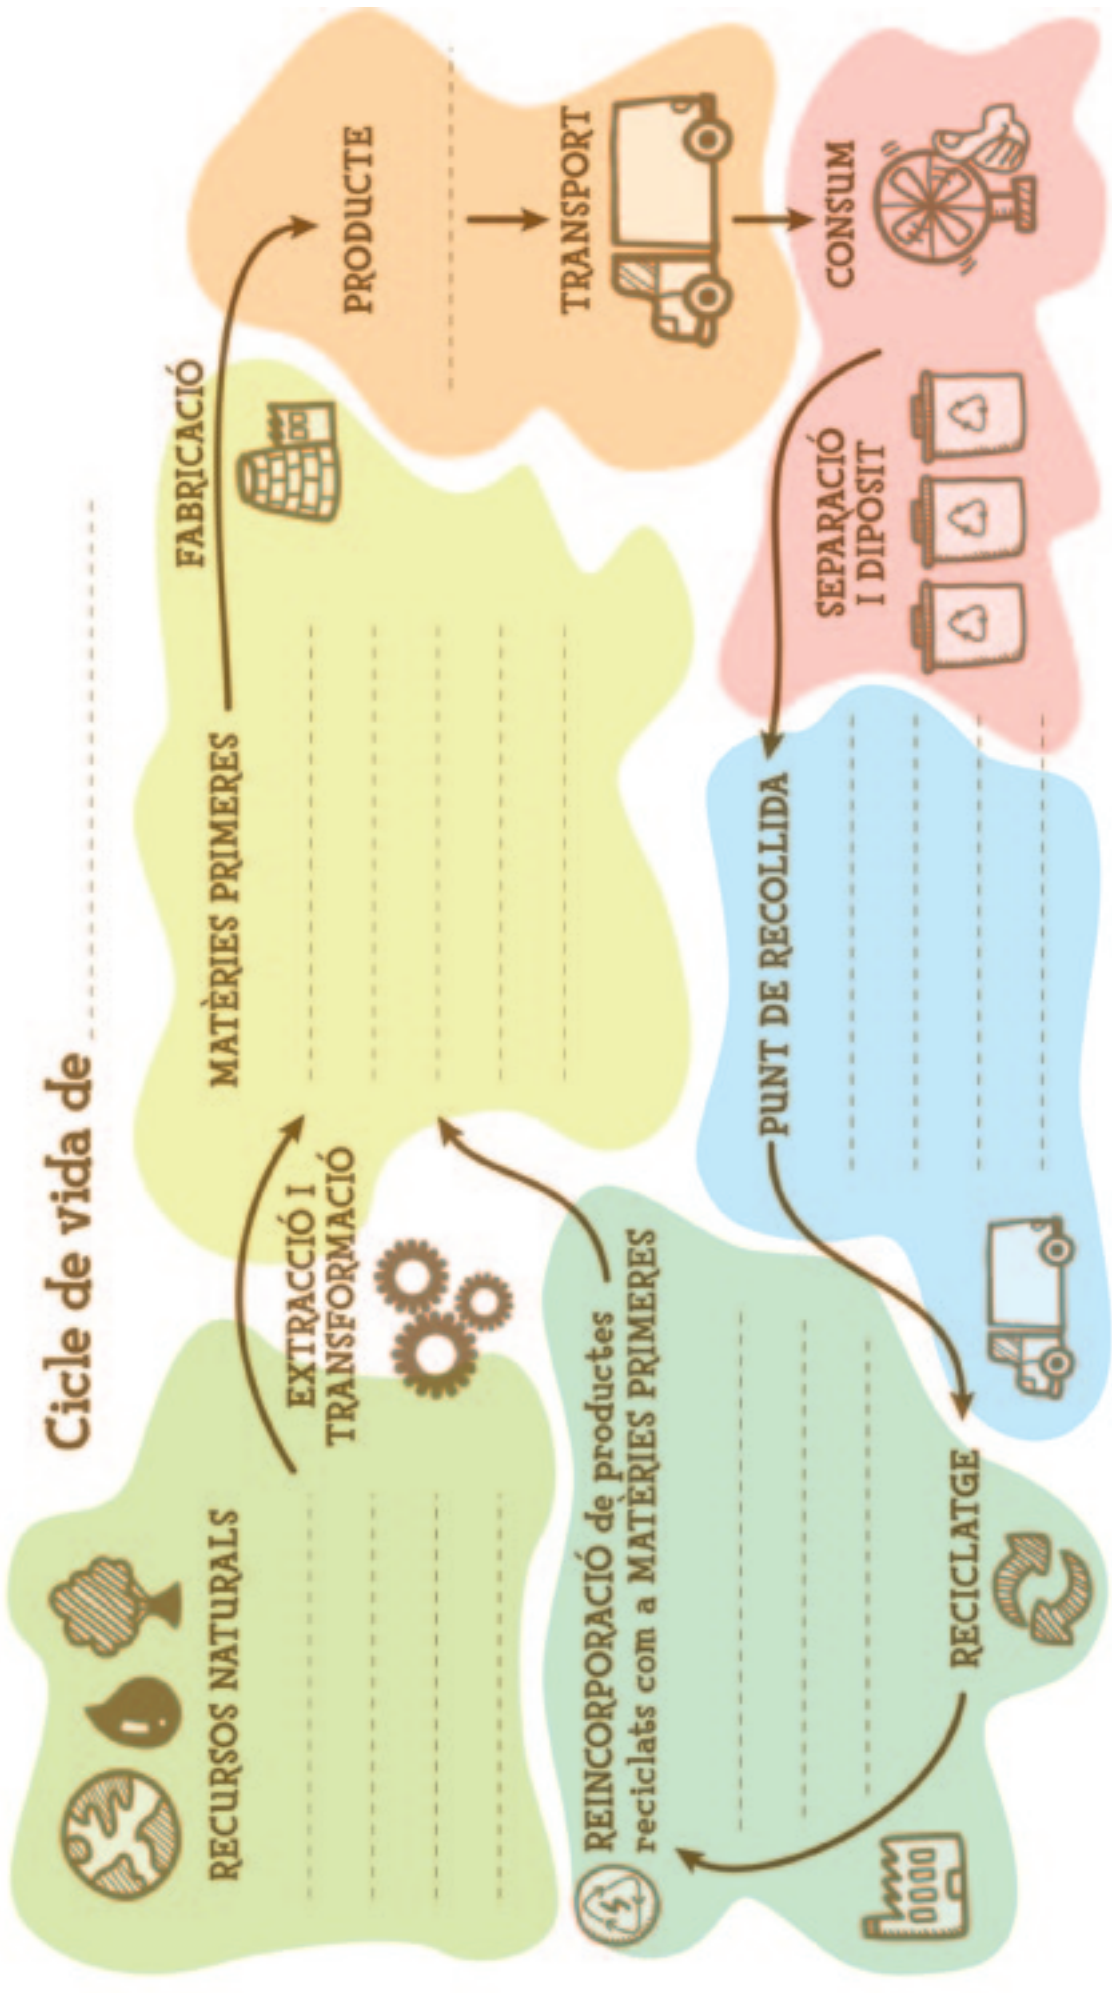 Cicle de vida de
RECURSOS NATURALS
EXTRACCIÓ I
TRANSFORMACIÓ
MATÈRIES PRIMERES
FABRICACIÓ
PRODUCTE
TRANSPORT
CONSUM
SEPARACIÓ
I DIPÒSIT
PUNT DE RECOLLIDA
RECICLATGE
REINCORPORACIÓ de productes
reciclats com a MATÈRIES PRIMERES